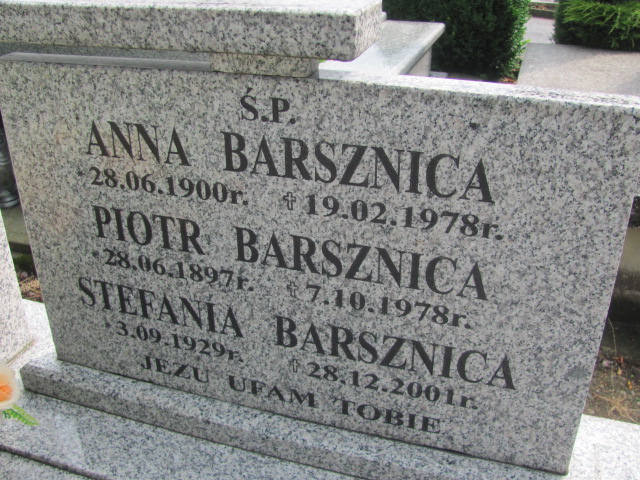 Ś.P.
ANNA BARSZNICA
*28.06.1900r. ✝19.02.1978r.
PIOTR BARSZNICA
*28.06.1897r. ✝7.10.1978r.
STEFANIA BARSZNICA
*3.09.1929r. ✝28.12.2001r.
JEZU UFAM TOBIE